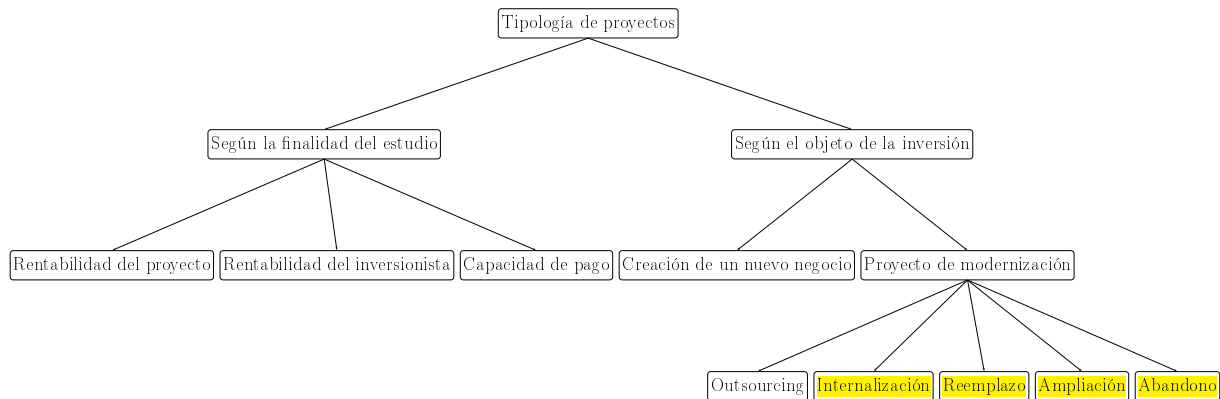 Tipología de proyectos
Según la finalidad del estudio
Según el objeto de la inversión
Rentabilidad del proyecto
Rentabilidad del inversionista
Capacidad de pago
Creación de un nuevo negocio
Proyecto de modernización
Outsourcing
Internalización
Reemplazo
Ampliación
Abandono